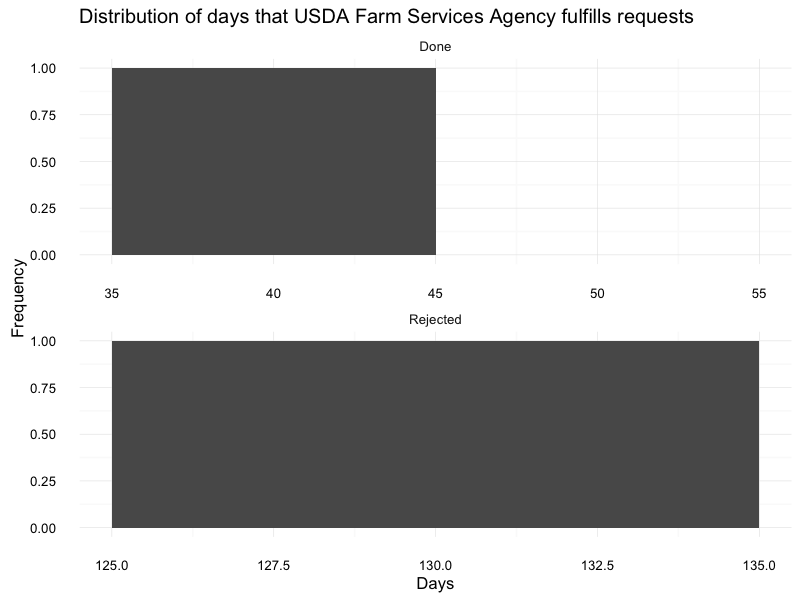 Distribution of days that USDA Farm Services Agency fulfills requests
Done
1.00
0.75
0.50
0.25
0.00
35 40 45 50 55
Frequency
Rejected
1.00
0.75
0.50
0.25
0.00
125.0 127.5 130.0 132.5 135.0
Days